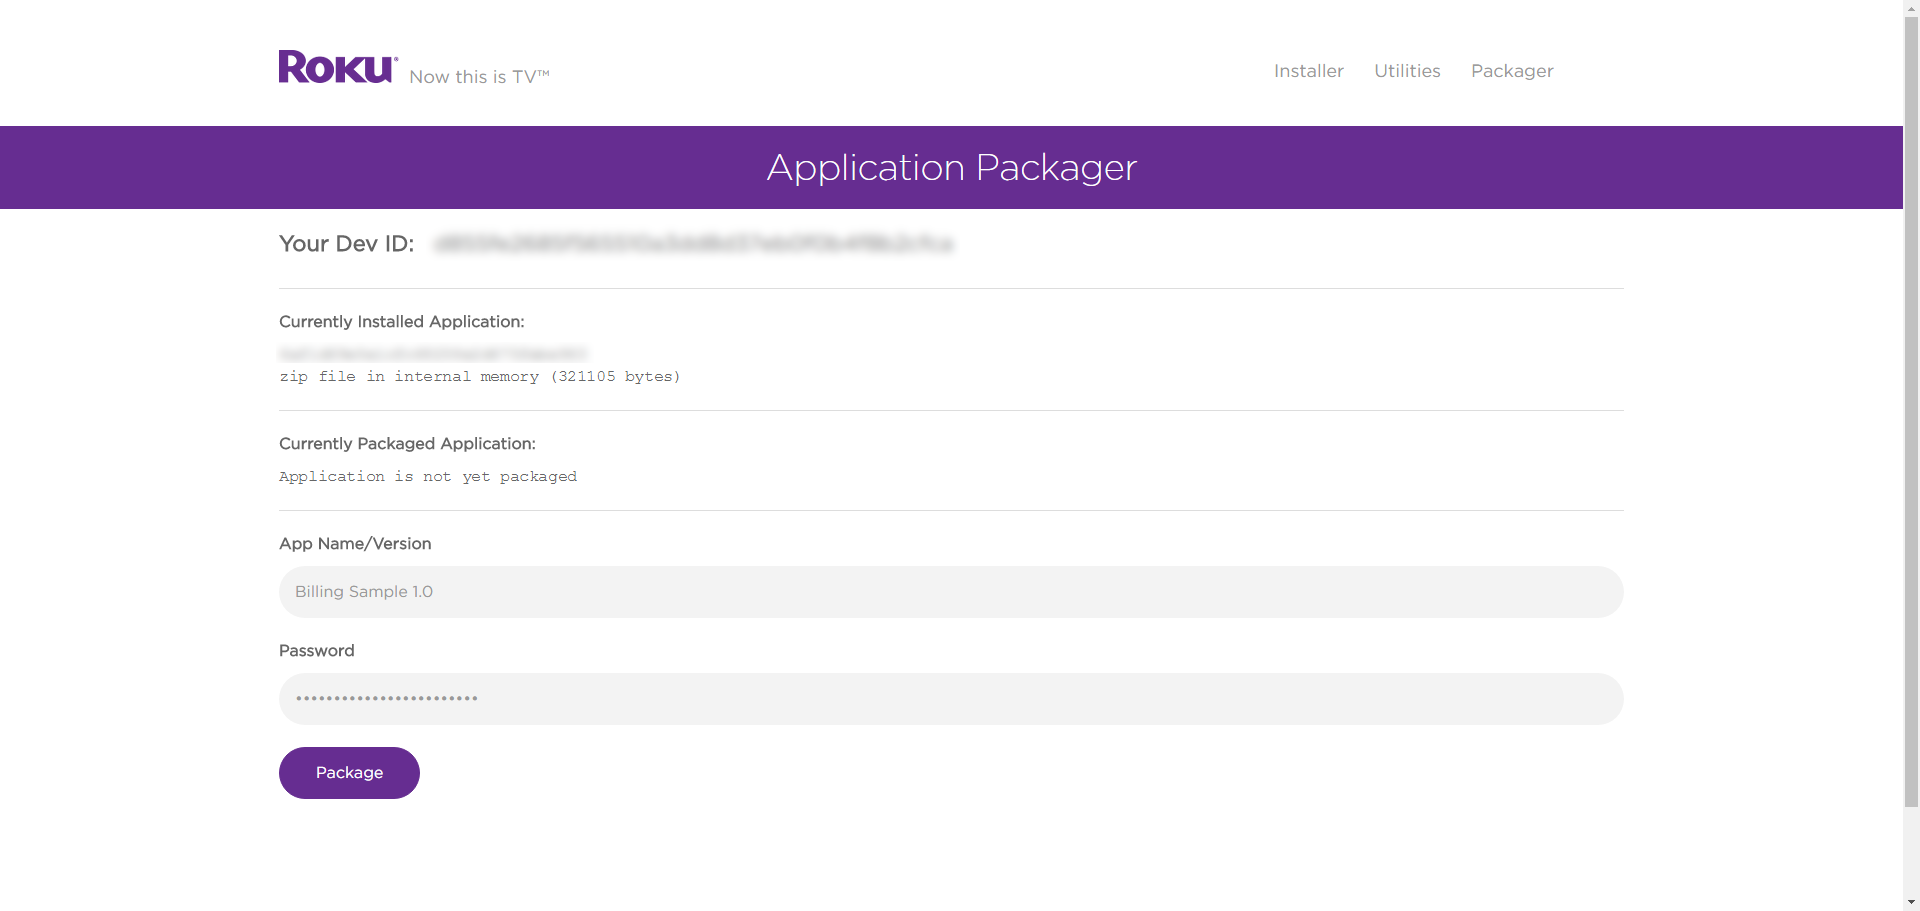 Roku® Now this is TV™
Installer Utilities Packager
Application Packager
Your Dev ID:
Currently Installed Application:
zip file in internal memory (321105 bytes)
Currently Packaged Application:
Application is not yet packaged
App Name/Version
Billing Sample 1.0
Password
••••••••••••••••••••••••
Package